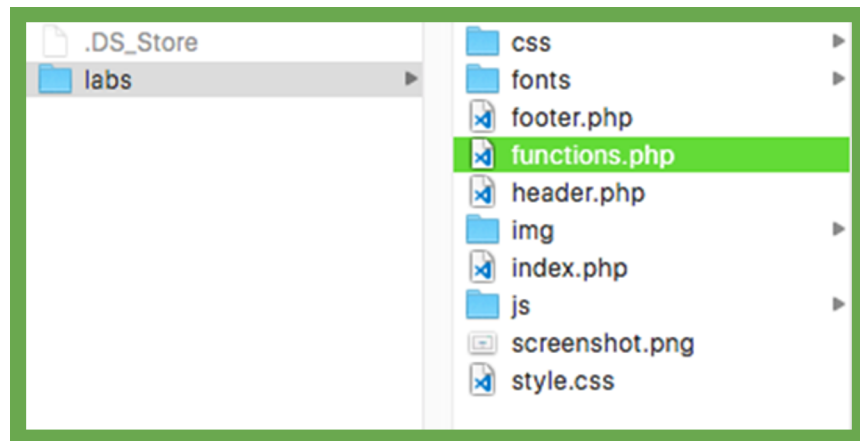 .DS_Store
labs
css
fonts
footer.php
functions.php
header.php
img
index.php
js
screenshot.png
style.css